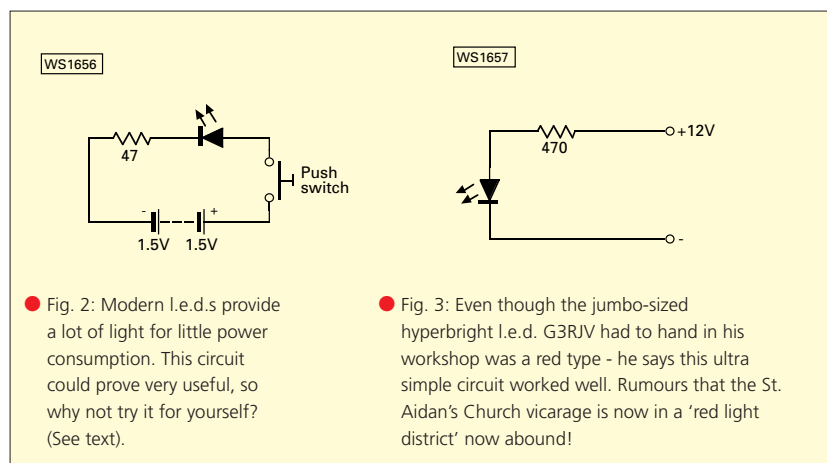 WS1656
47
Push
switch
- +
1.5V 1.5V
Fig. 2: Modern l.e.d.s provide
a lot of light for little power
consumption. This circuit
could prove very useful, so
why not try it for yourself?
(See text).
WS1657
+12V
470
-
Fig. 3: Even though the jumbo-sized
hyperbright l.e.d. G3RJV had to hand in his
workshop was a red type - he says this ultra
simple circuit worked well. Rumours that the St.
Aidan's Church vicarage is now in a ‘red light
district’ now abound!